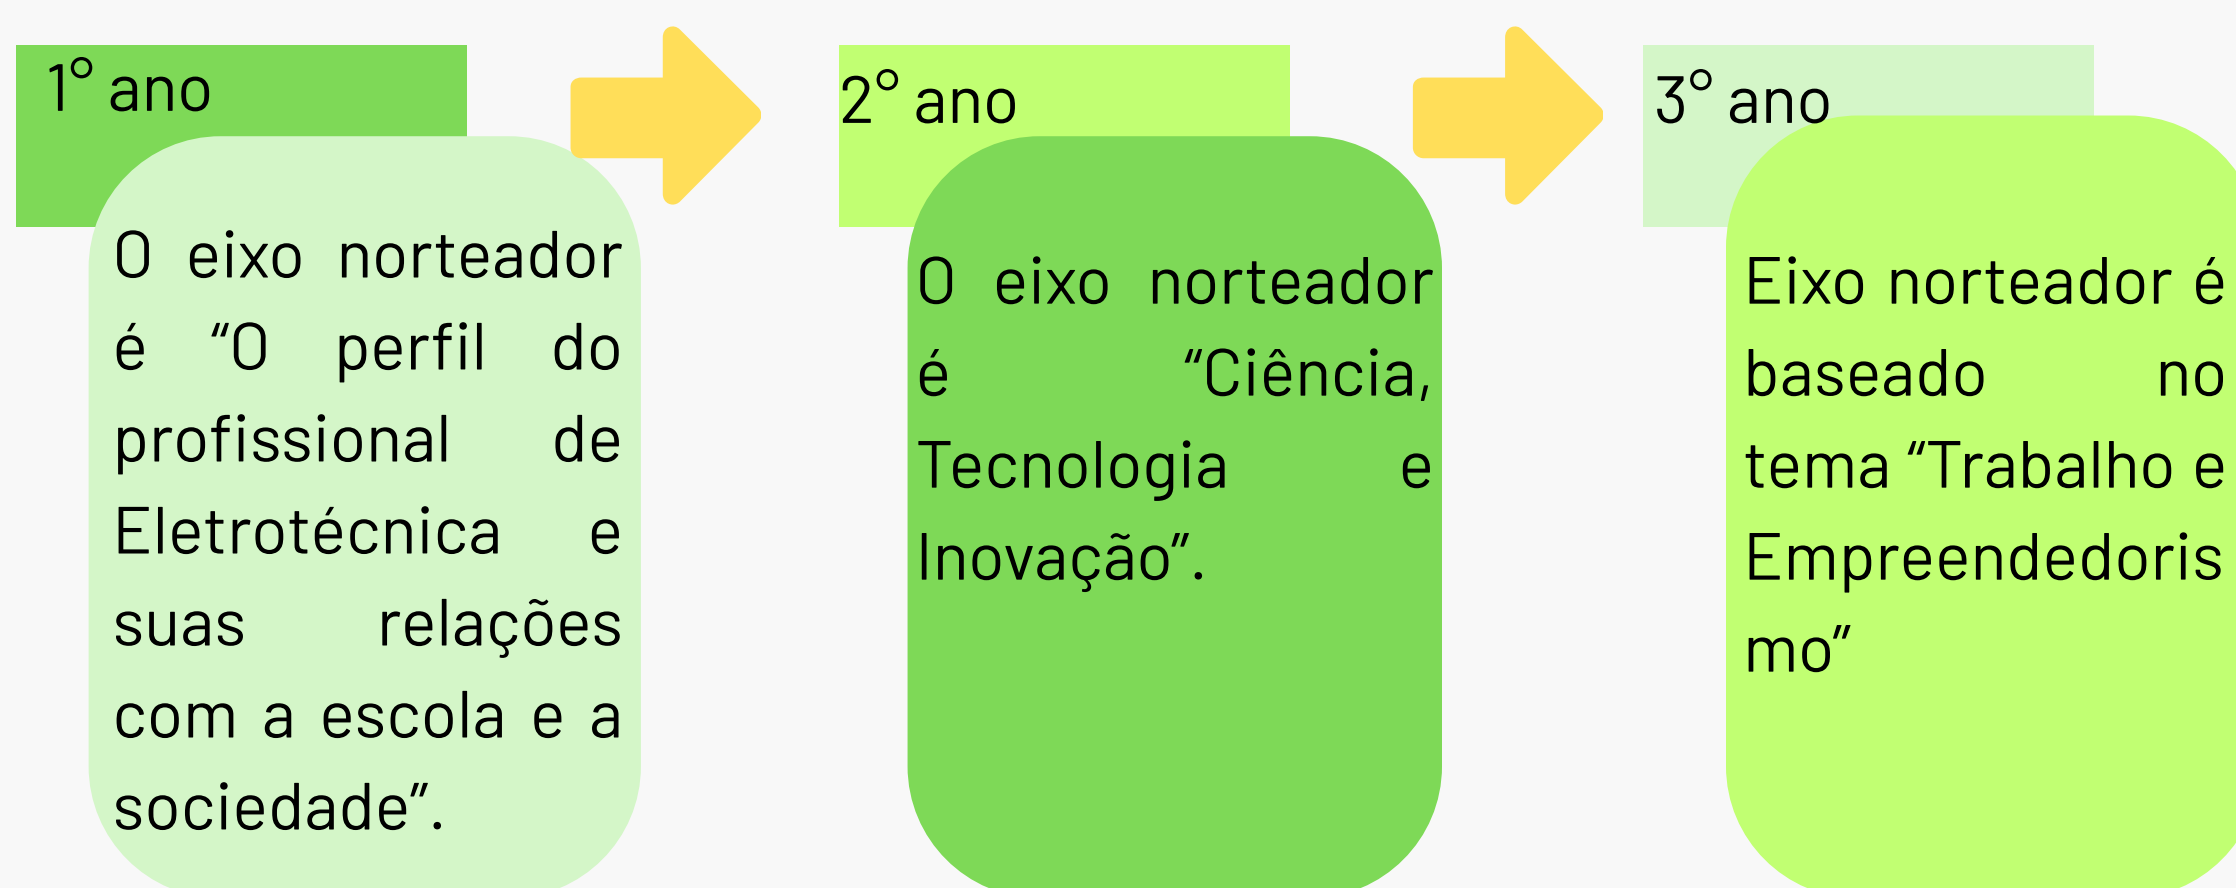 1° ano
O eixo norteador
é “O perfil do
profissional de
Eletrotécnica e
suas relações
com a escola e a
sociedade”.
2° ano
O eixo norteador
é “Ciência,
Tecnologia e
Inovação”.
3° ano
Eixo norteador é
baseado no
tema “Trabalho e
Empreendedoris
mo”